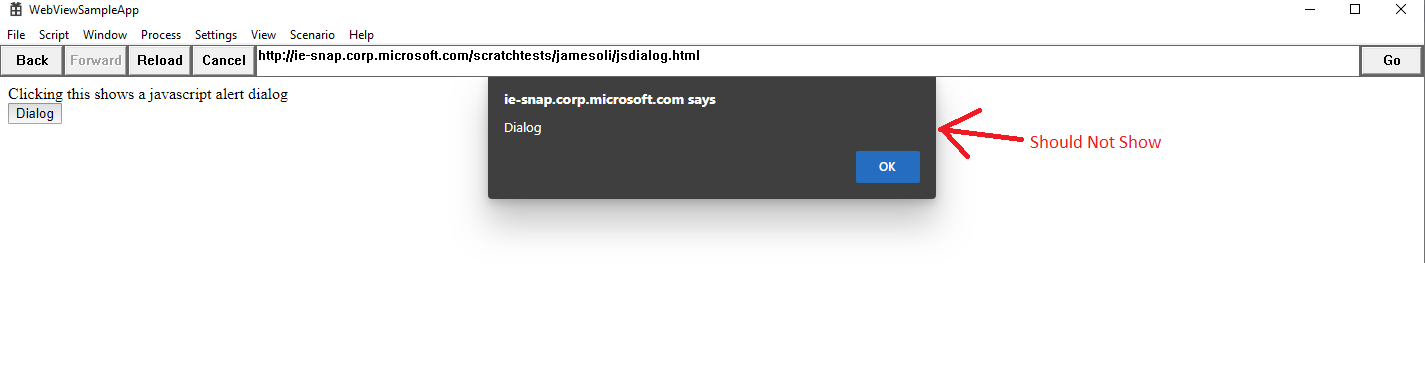 WebViewSampleApp
File Script Window Process Settings View Scenario Help
Back Forward Reload Cancel http://ie-snap.corp.microsoft.com/scratchtests/jamesoli/jsdialog.html Go
Clicking this shows a javascript alert dialog
Dialog
ie-snap.corp.microsoft.com says
Dialog
OK
Should Not Show